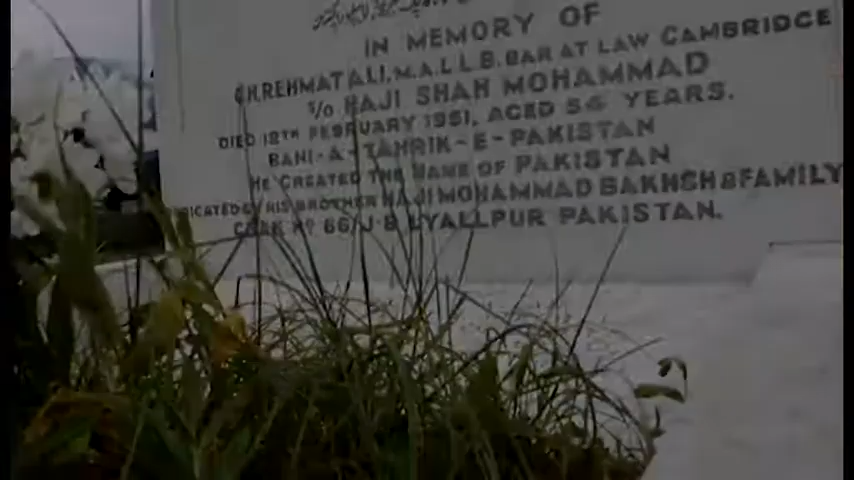 IN MEMORY OF
CH. REHMAT ALI, M.A.L.L.B. BAR AT LAW CAMBRIDGE
S/O HAJI SHAH MOHAMMAD
DIED 12TH FEBRUARY 1951, AGED 54 YEARS.
BANI-A-TAHRIK-E-PAKISTAN
HE CREATED THE NAME OF PAKISTAN
DEDICATED BY HIS BROTHER HAJI MOHAMMAD BAKHSH & FAMILY
CHAK No 66/J-B LYALLPUR PAKISTAN.